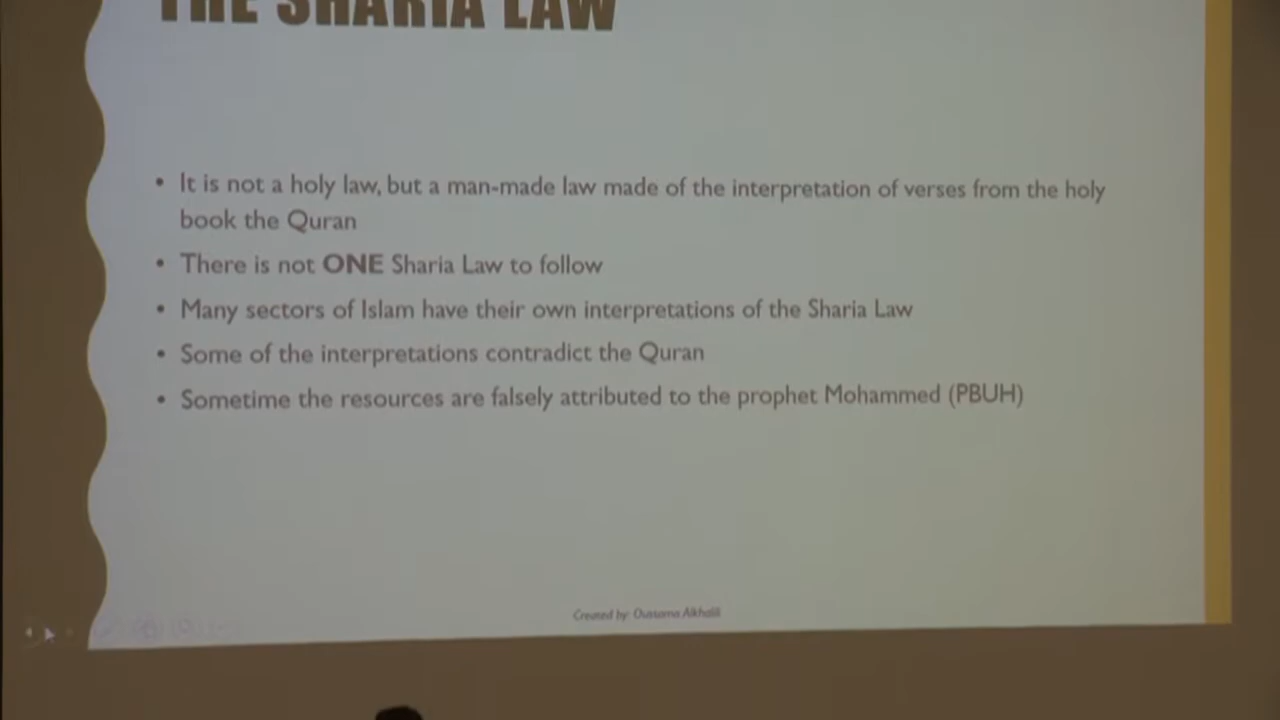 THE SHARIA LAW
• It is not a holy law, but a man-made law made of the interpretation of verses from the holy
book the Quran
• There is not ONE Sharia Law to follow
• Many sectors of Islam have their own interpretations of the Sharia Law
• Some of the interpretations contradict the Quran
• Sometime the resources are falsely attributed to the prophet Mohammed (PBUH)
Created by: Oussama Alkhalili